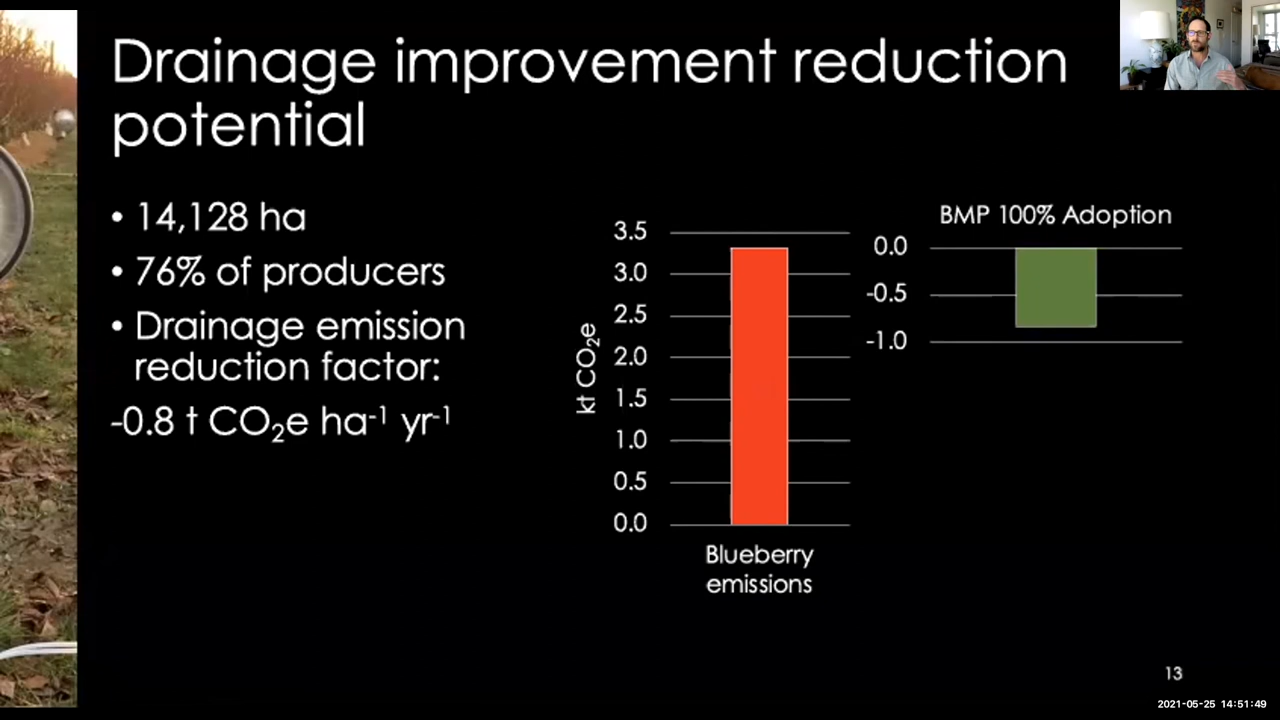 Drainage improvement reduction
potential
• 14,128 ha
• 76% of producers
• Drainage emission
reduction factor:
-0.8 t CO₂e ha⁻¹ yr⁻¹
kt CO₂e
3.5
3.0
2.5
2.0
1.5
1.0
0.5
0.0
Blueberry
emissions
BMP 100% Adoption
0.0
-0.5
-1.0
13
2021-05-25 14:51:49